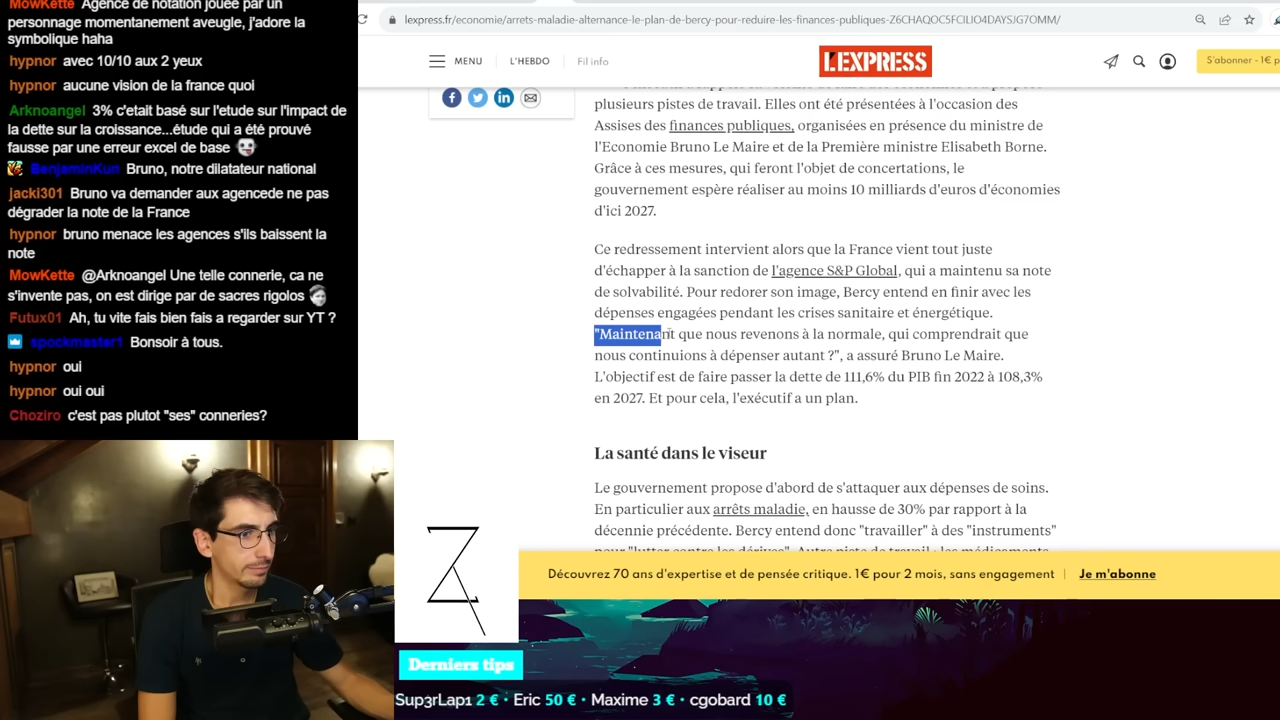 MowKette Agence de notation jouée par un
personnage momentanement aveugle, j'adore la
symbolique haha
hypnor avec 10/10 aux 2 yeux
hypnor aucune vision de la france quoi
Arknoangel 3% c'etait basé sur l'etude sur l'impact de
la dette sur la croissance...étude qui a été prouvé
fausse par une erreur excel de base
BenjaminKun Bruno, notre dilatateur national
jacki301 Bruno va demander aux agencede ne pas
dégrader la note de la France
hypnor bruno menace les agences s'ils baissent la
note
MowKette @Arknoangel Une telle connerie, ca ne
s'invente pas, on est dirige par de sacres rigolos
Futux01 Ah, tu vite fais bien fais a regarder sur YT ?
spockmaster1 Bonsoir à tous.
hypnor oui
hypnor oui oui
Choziro c'est pas plutot "ses" conneries?
lexpress.fr/economie/arrets-maladie-alternance-le-plan-de-bercy-pour-reduire-les-finances-publiques-Z6CHAQOC5FCILIO4DAYSJG7OMM/
MENU
L'HEBDO
Fil info
L'EXPRESS
S'abonner - 1€ p
plusieurs pistes de travail. Elles ont été présentées à l'occasion des
Assises des finances publiques, organisées en présence du ministre de
l'Economie Bruno Le Maire et de la Première ministre Elisabeth Borne.
Grâce à ces mesures, qui feront l'objet de concertations, le
gouvernement espère réaliser au moins 10 milliards d'euros d'économies
d'ici 2027.
Ce redressement intervient alors que la France vient tout juste
d'échapper à la sanction de l'agence S&P Global, qui a maintenu sa note
de solvabilité. Pour redorer son image, Bercy entend en finir avec les
dépenses engagées pendant les crises sanitaire et énergétique.
"Maintenant que nous revenons à la normale, qui comprendrait que
nous continuions à dépenser autant ?", a assuré Bruno Le Maire.
L'objectif est de faire passer la dette de 111,6% du PIB fin 2022 à 108,3%
en 2027. Et pour cela, l'exécutif a un plan.
La santé dans le viseur
Le gouvernement propose d'abord de s'attaquer aux dépenses de soins.
En particulier aux arrêts maladie, en hausse de 30% par rapport à la
décennie précédente. Bercy entend donc "travailler" à des "instruments"
pour "lutter contre les dérives". Autre piste de travail : les médicaments
Découvrez 70 ans d'expertise et de pensée critique. 1€ pour 2 mois, sans engagement
Je m'abonne
Derniers tips
Sup3rLap1 2 € • Eric 50 € • Maxime 3 € • cgobard 10 €